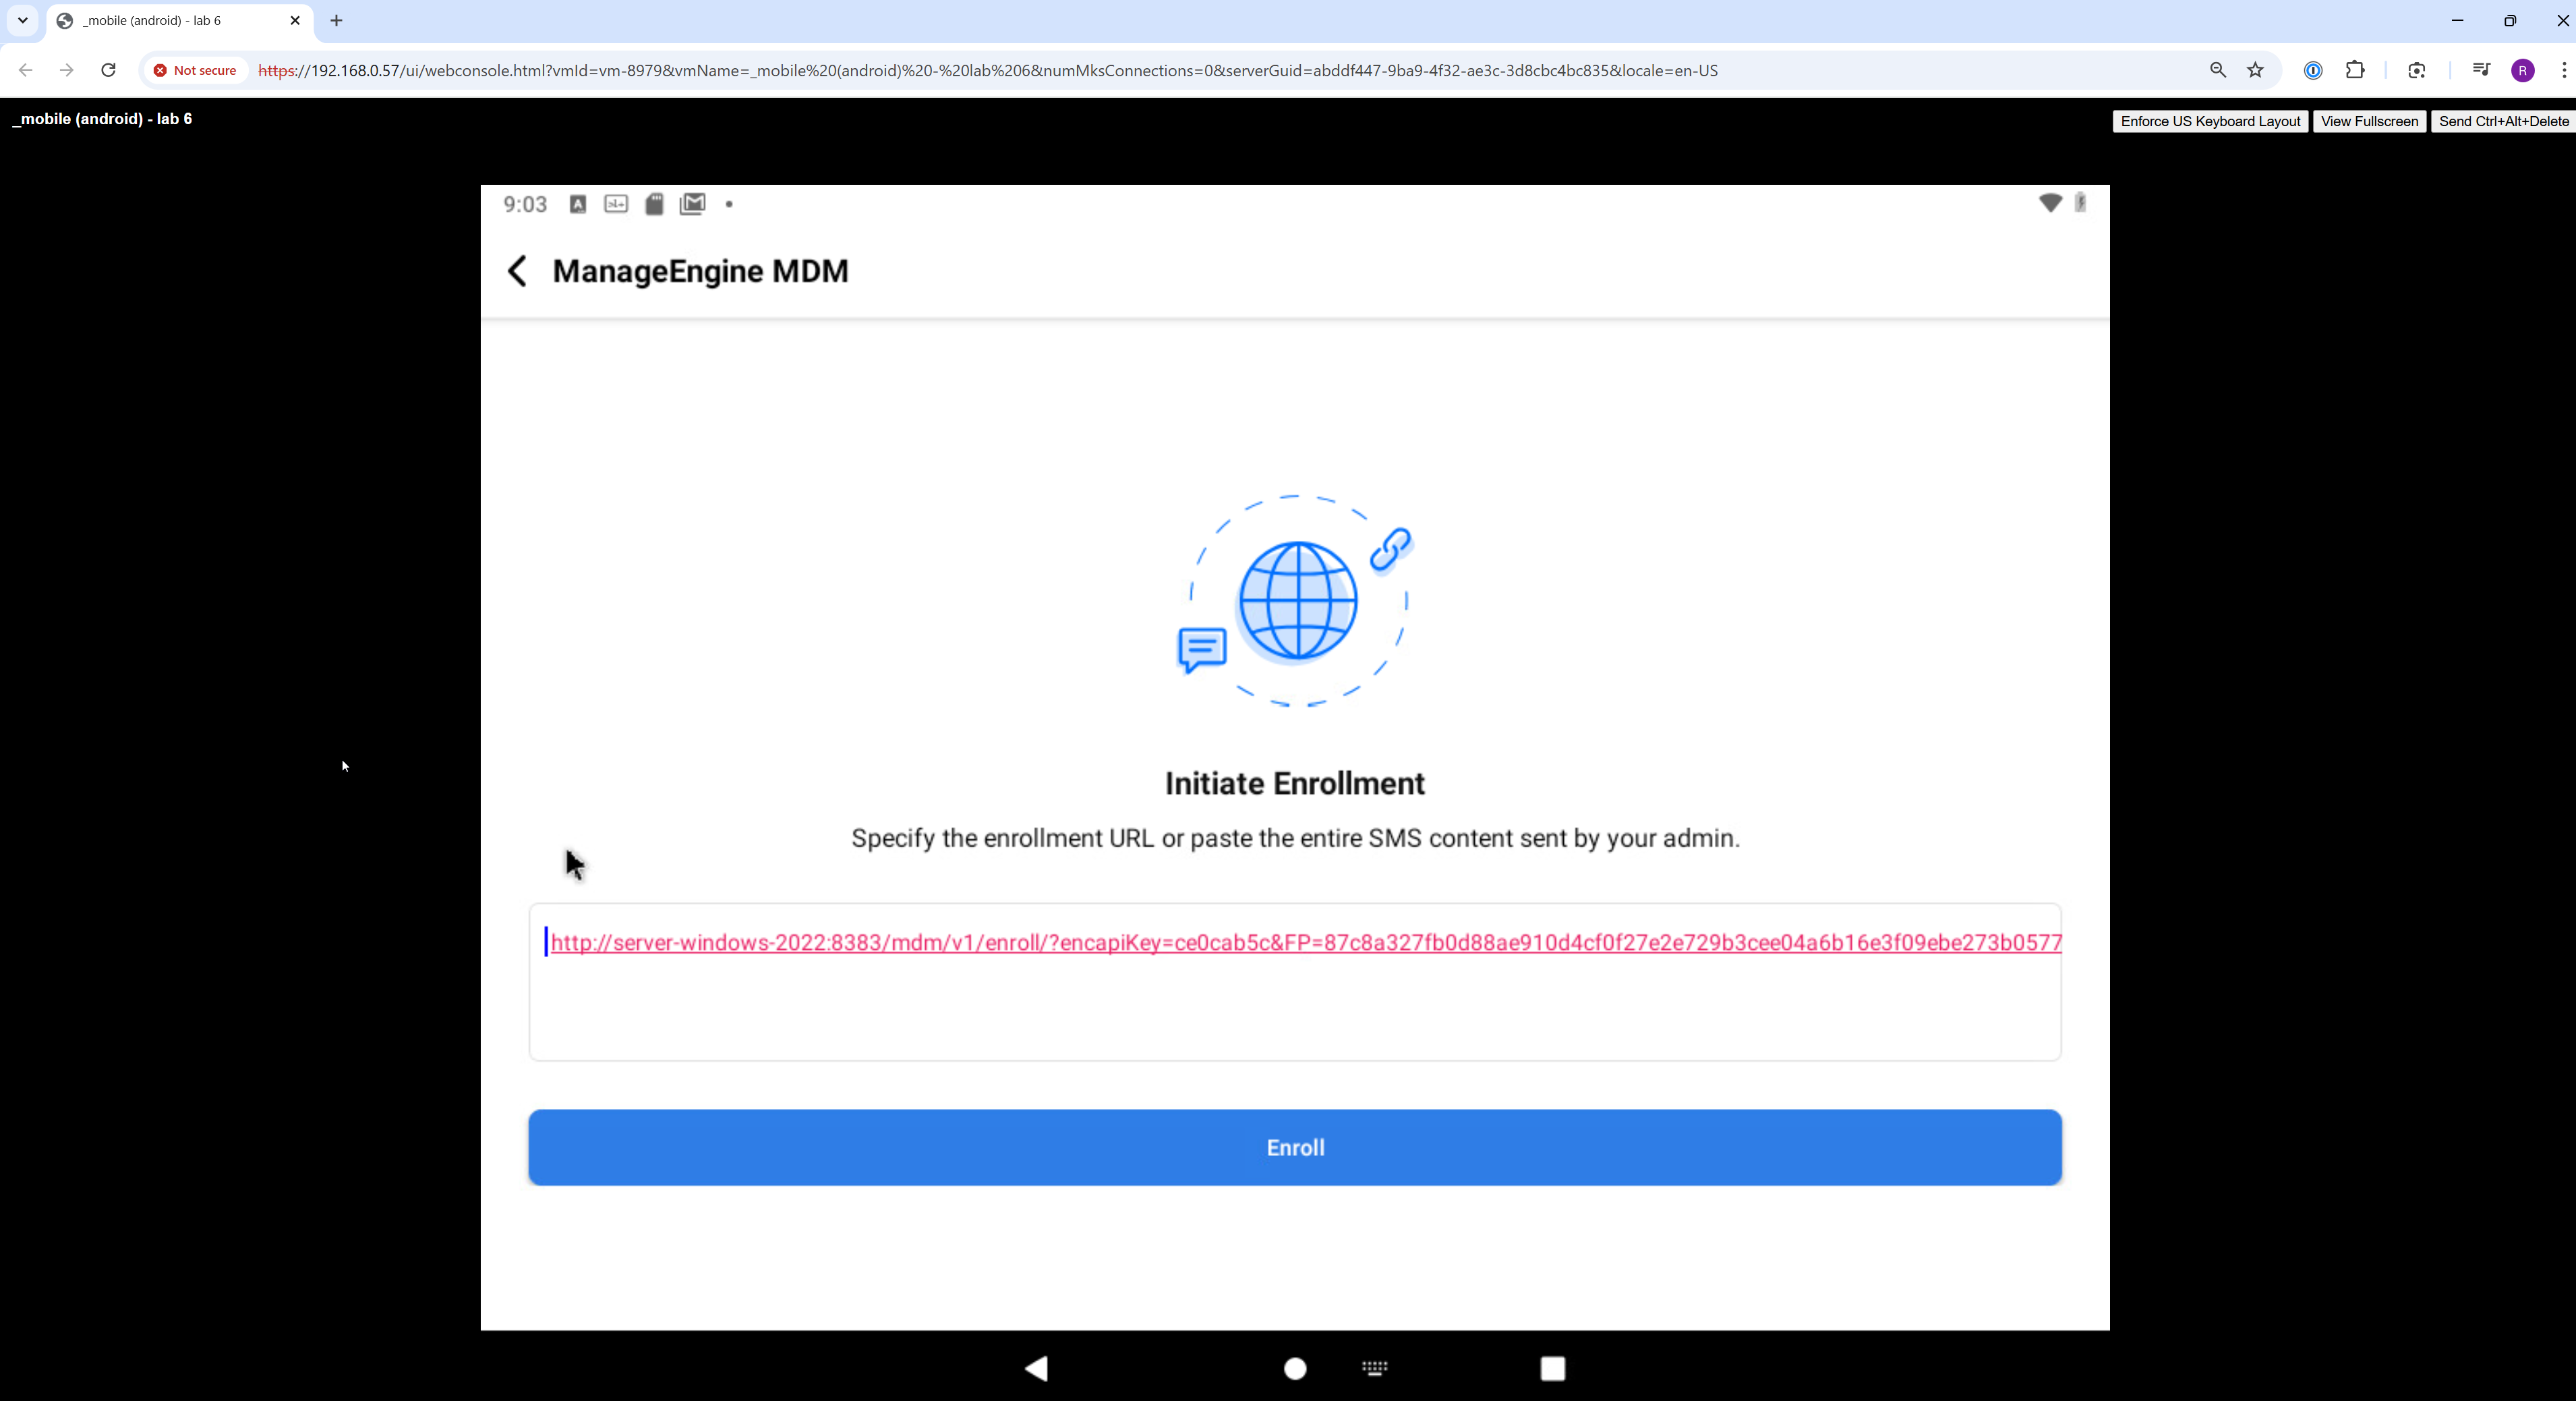 _mobile (android) - lab 6
Not secure
https://192.168.0.57/ui/webconsole.html?vmId=vm-8979&vmName=_mobile%20(android)%20-%20lab%206&numMksConnections=0&serverGuid=abddf447-9ba9-4f32-ae3c-3d8cbc4bc835&locale=en-US
R
_mobile (android) - lab 6
Enforce US Keyboard Layout
View Fullscreen
Send Ctrl+Alt+Delete
9:03
ManageEngine MDM
Initiate Enrollment
Specify the enrollment URL or paste the entire SMS content sent by your admin.
http://server-windows-2022:8383/mdm/v1/enroll/?encapiKey=ce0cab5c&FP=87c8a327fb0d88ae910d4cf0f27e2e729b3cee04a6b16e3f09ebe273b0577
Enroll